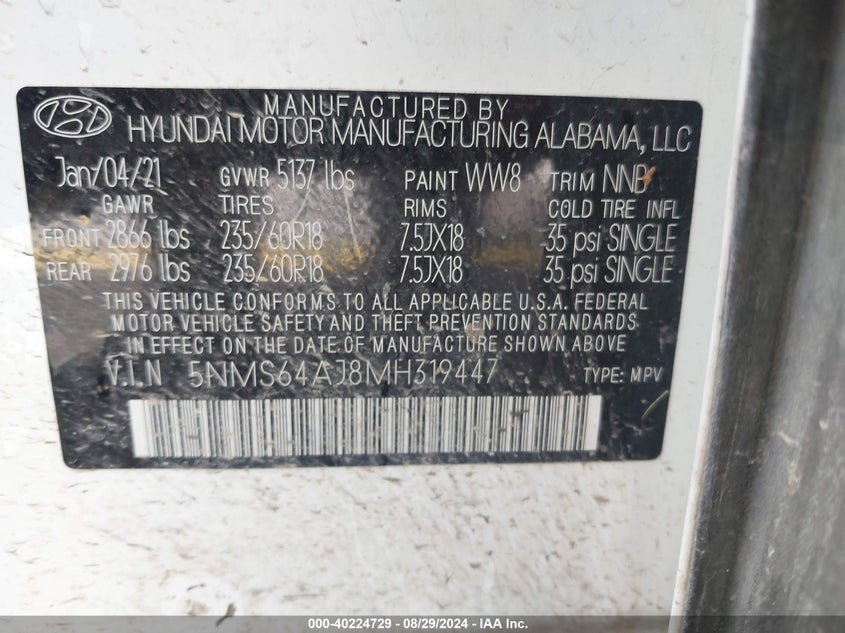 MANUFACTURED BY
HYUNDAI MOTOR MANUFACTURING ALABAMA, LLC
Jan/04/21 GVWR 5137 lbs PAINT WW8 TRIM NNB
GAWR TIRES RIMS COLD TIRE INFL
FRONT 2866 lbs 235/60R18 7.5JX18 35 psi SINGLE
REAR 2976 lbs 235/60R18 7.5JX18 35 psi SINGLE
THIS VEHICLE CONFORMS TO ALL APPLICABLE U.S.A. FEDERAL
MOTOR VEHICLE SAFETY AND THEFT PREVENTION STANDARDS
IN EFFECT ON THE DATE OF MANUFACTURE SHOWN ABOVE
V.I.N 5NMS64AJ8MH319447 TYPE: MPV
000-40224729 - 08/29/2024 - IAA Inc.